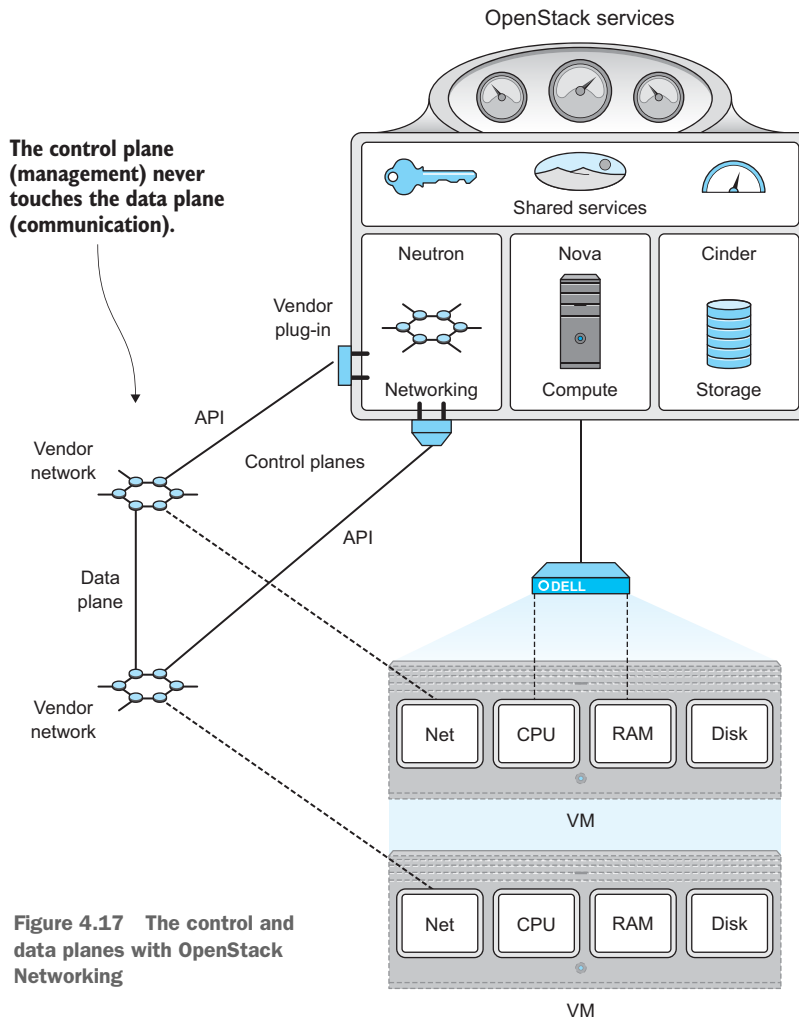 OpenStack services
The control plane
(management) never
touches the data plane
(communication).
Shared services
Neutron
Nova
Cinder
Vendor
plug-in
Networking
Compute
Storage
API
Vendor
network
Control planes
API
Data
plane
DELL
Vendor
network
Net
CPU
RAM
Disk
VM
Net
CPU
RAM
Disk
VM
Figure 4.17 The control and
data planes with OpenStack
Networking